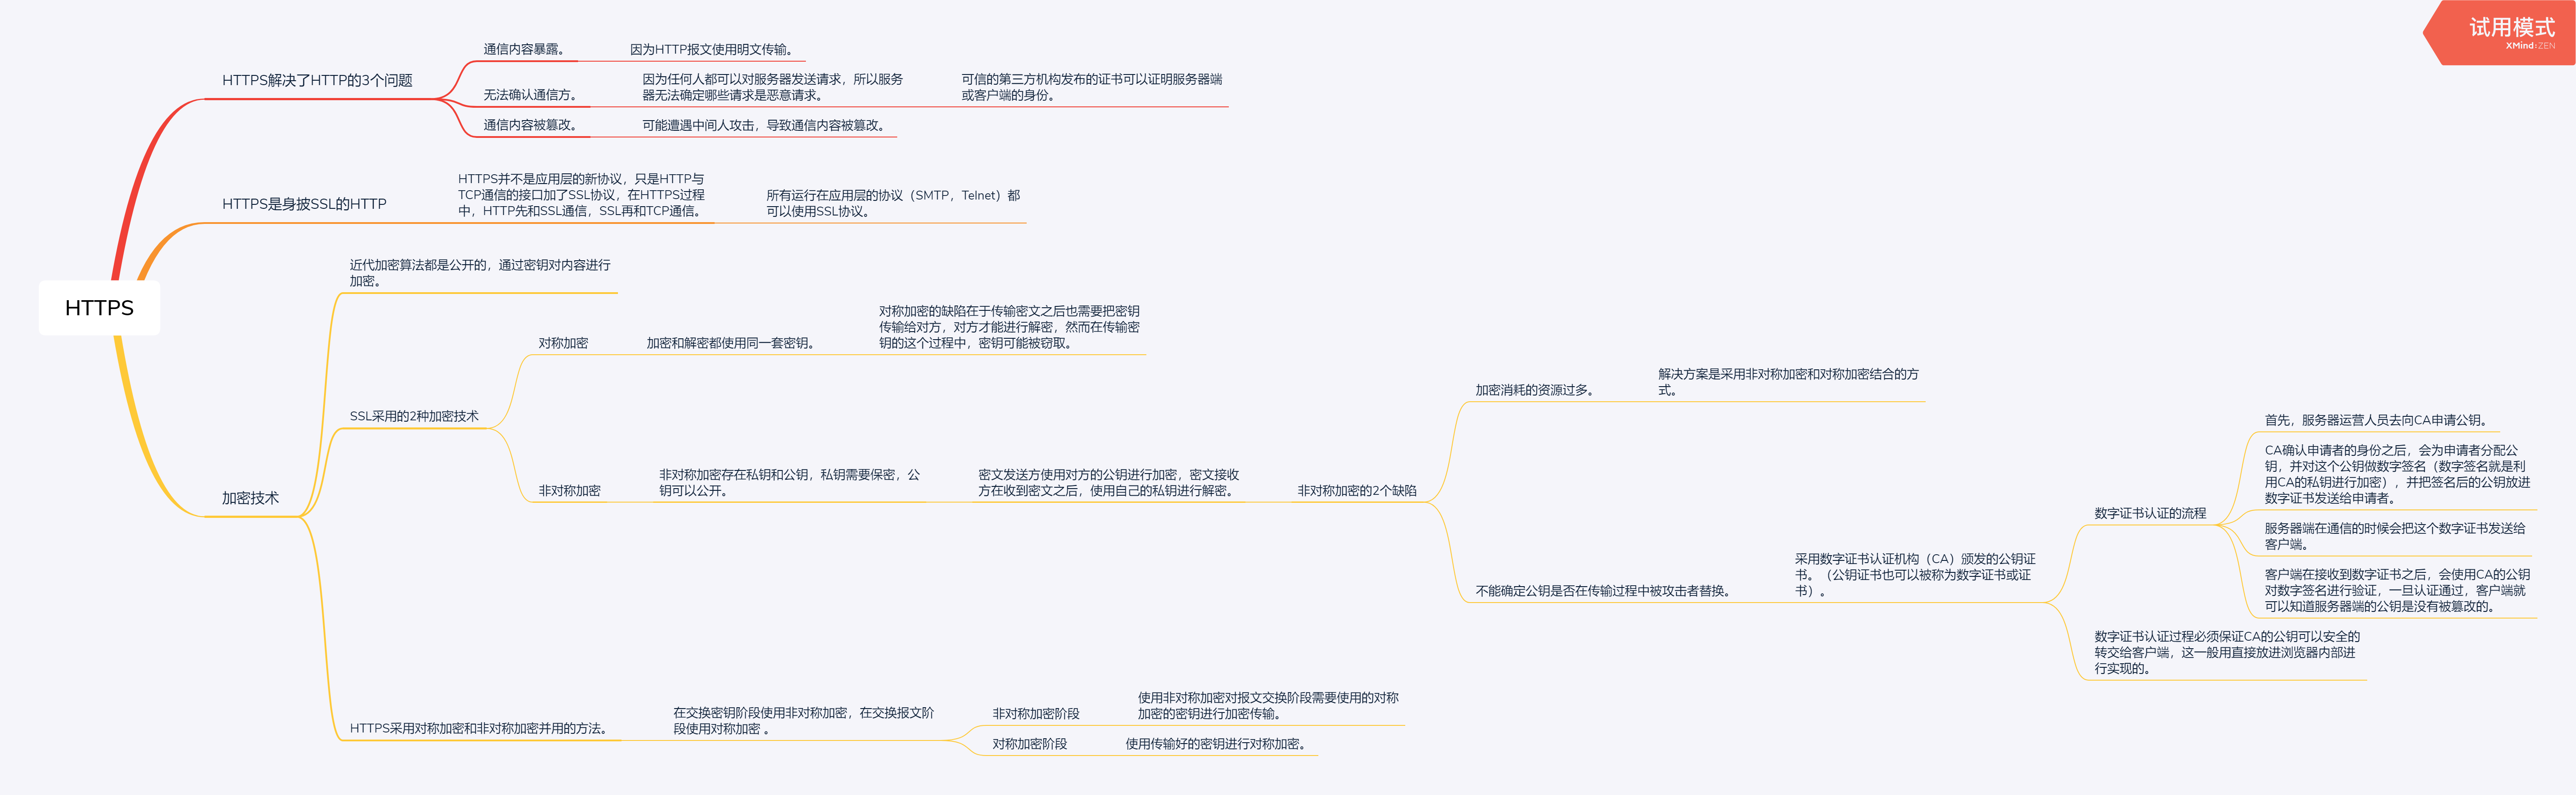 试用模式
XMind:ZEN
HTTPS
HTTPS解决了HTTP的3个问题
通信内容暴露。
因为HTTP报文使用明文传输。
无法确认通信方。
因为任何人都可以对服务器发送请求，所以服务
器无法确定哪些请求是恶意请求。
可信的第三方机构发布的证书可以证明服务器端
或客户端的身份。
通信内容被篡改。
可能遭遇中间人攻击，导致通信内容被篡改。
HTTPS是身披SSL的HTTP
HTTPS并不是应用层的新协议，只是HTTP与
TCP通信的接口加了SSL协议，在HTTPS过程
中，HTTP先和SSL通信，SSL再和TCP通信。
所有运行在应用层的协议（SMTP，Telnet）都
可以使用SSL协议。
加密技术
近代加密算法都是公开的，通过密钥对内容进行
加密。
SSL采用的2种加密技术
对称加密
加密和解密都使用同一套密钥。
对称加密的缺陷在于传输密文之后也需要把密钥
传输给对方，对方才能进行解密，然而在传输密
钥的这个过程中，密钥可能被窃取。
非对称加密
非对称加密存在私钥和公钥，私钥需要保密，公
钥可以公开。
密文发送方使用对方的公钥进行加密，密文接收
方在收到密文之后，使用自己的私钥进行解密。
非对称加密的2个缺陷
加密消耗的资源过多。
解决方案是采用非对称加密和对称加密结合的方
式。
不能确定公钥是否在传输过程中被攻击者替换。
采用数字证书认证机构（CA）颁发的公钥证
书。（公钥证书也可以被称为数字证书或证
书）。
数字证书认证的流程
首先，服务器运营人员去向CA申请公钥。
CA确认申请者的身份之后，会为申请者分配公
钥，并对这个公钥做数字签名（数字签名就是利
用CA的私钥进行加密），并把签名后的公钥放进
数字证书发送给申请者。
服务器端在通信的时候会把这个数字证书发送给
客户端。
客户端在接收到数字证书之后，会使用CA的公钥
对数字签名进行验证，一旦认证通过，客户端就
可以知道服务器端的公钥是没有被篡改的。
数字证书认证过程必须保证CA的公钥可以安全的
转交给客户端，这一般用直接放进浏览器内部进
行实现的。
HTTPS采用对称加密和非对称加密并用的方法。
在交换密钥阶段使用非对称加密，在交换报文阶
段使用对称加密 。
非对称加密阶段
使用非对称加密对报文交换阶段需要使用的对称
加密的密钥进行加密传输。
对称加密阶段
使用传输好的密钥进行对称加密。